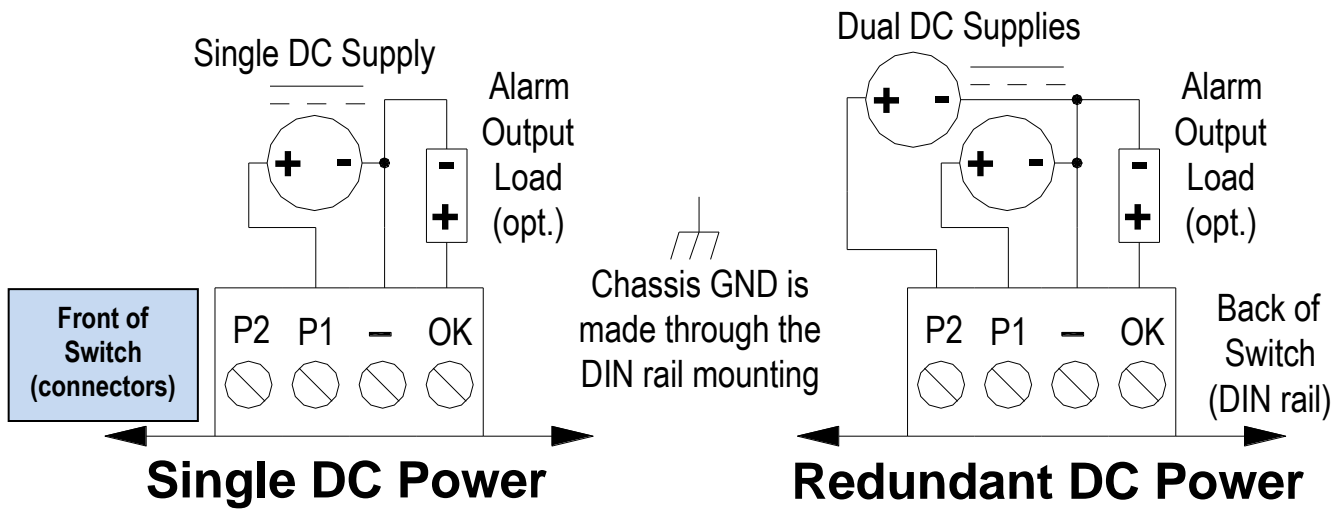 Single DC Supply
+ -
Alarm
Output
Load
(opt.)
-
+
Front of
Switch
(connectors)
P2 P1 – OK
Single DC Power
Chassis GND is
made through the
DIN rail mounting
Dual DC Supplies
+ -
+ -
Alarm
Output
Load
(opt.)
-
+
P2 P1 – OK
Back of
Switch
(DIN rail)
Redundant DC Power